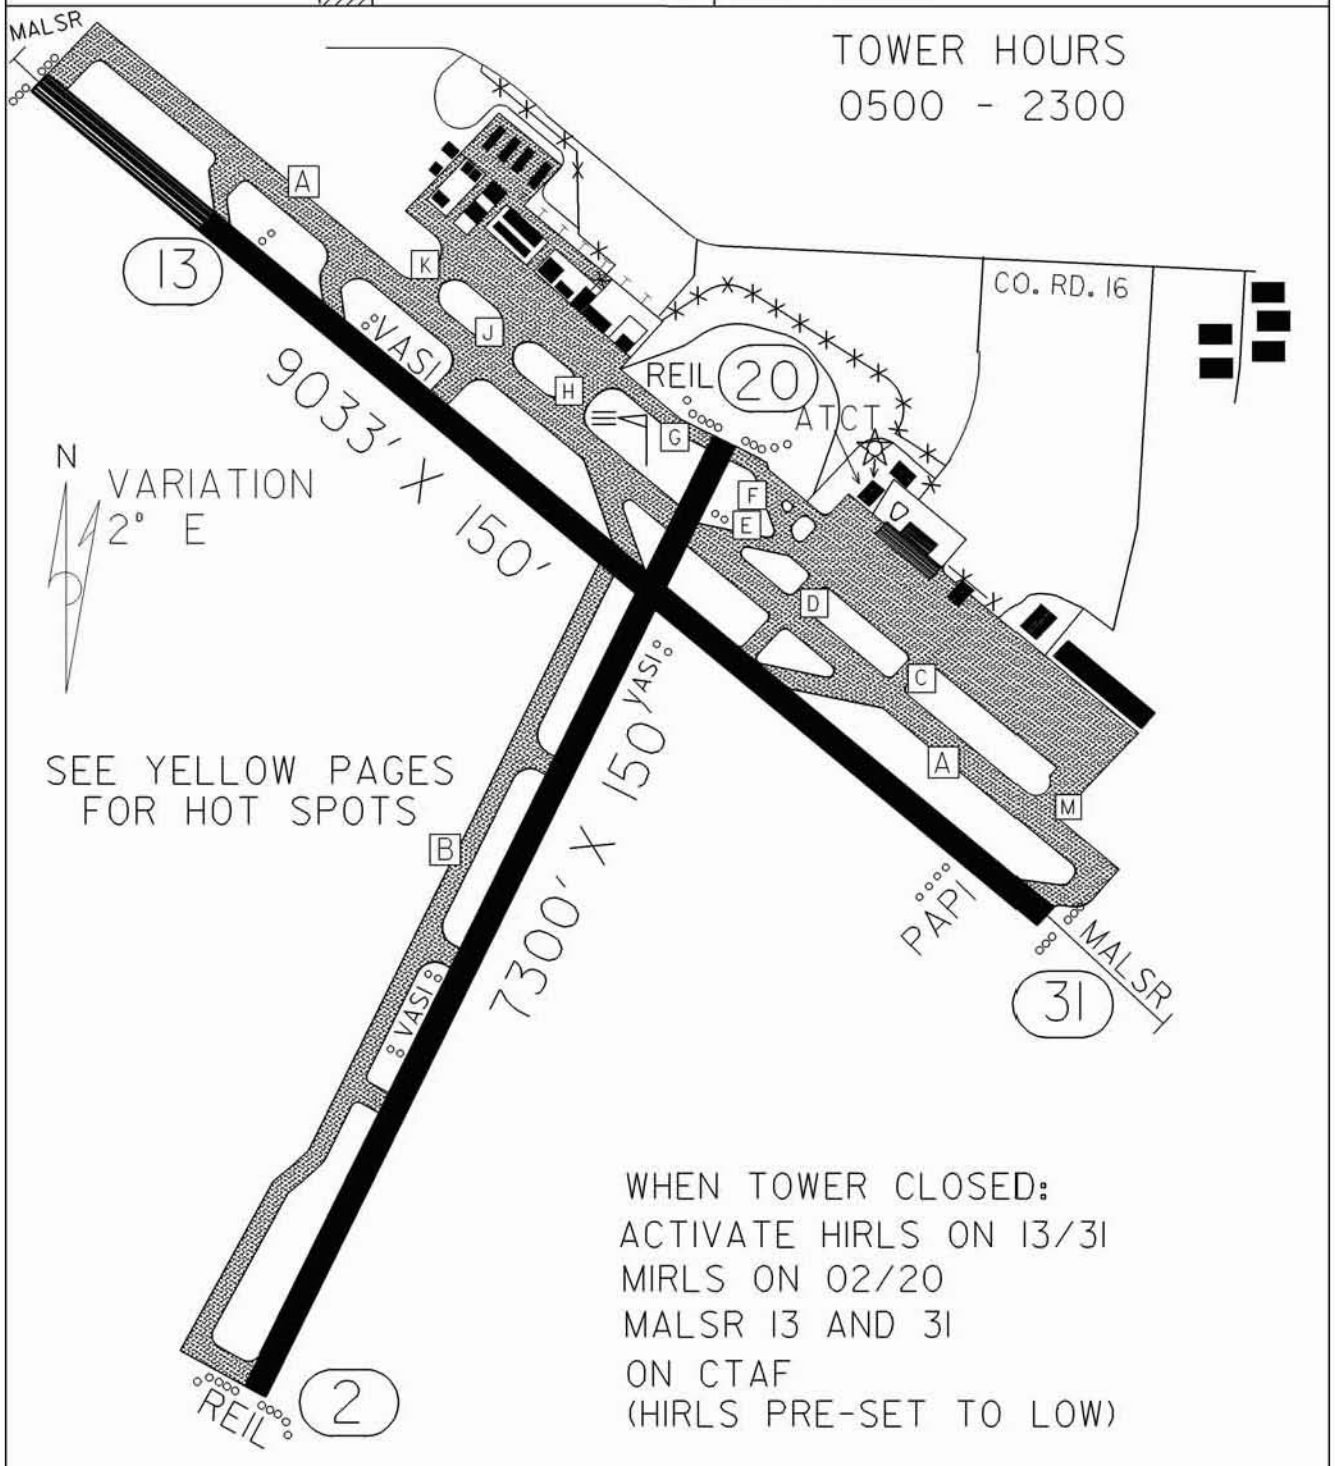 MALSR
TOWER HOURS
0500 - 2300
A
13
K
CO. RD. 16
J
VASI
REIL
20
H
ATCT
9033' X 150'
G
N
VARIATION
2° E
F
E
D
VASI
C
7300' X 150'
SEE YELLOW PAGES
FOR HOT SPOTS
A
M
B
PAPI
MALSR
31
VASI
WHEN TOWER CLOSED:
ACTIVATE HIRLS ON 13/31
MIRLS ON 02/20
MALSR 13 AND 31
ON CTAF
(HIRLS PRE-SET TO LOW)
2
REIL